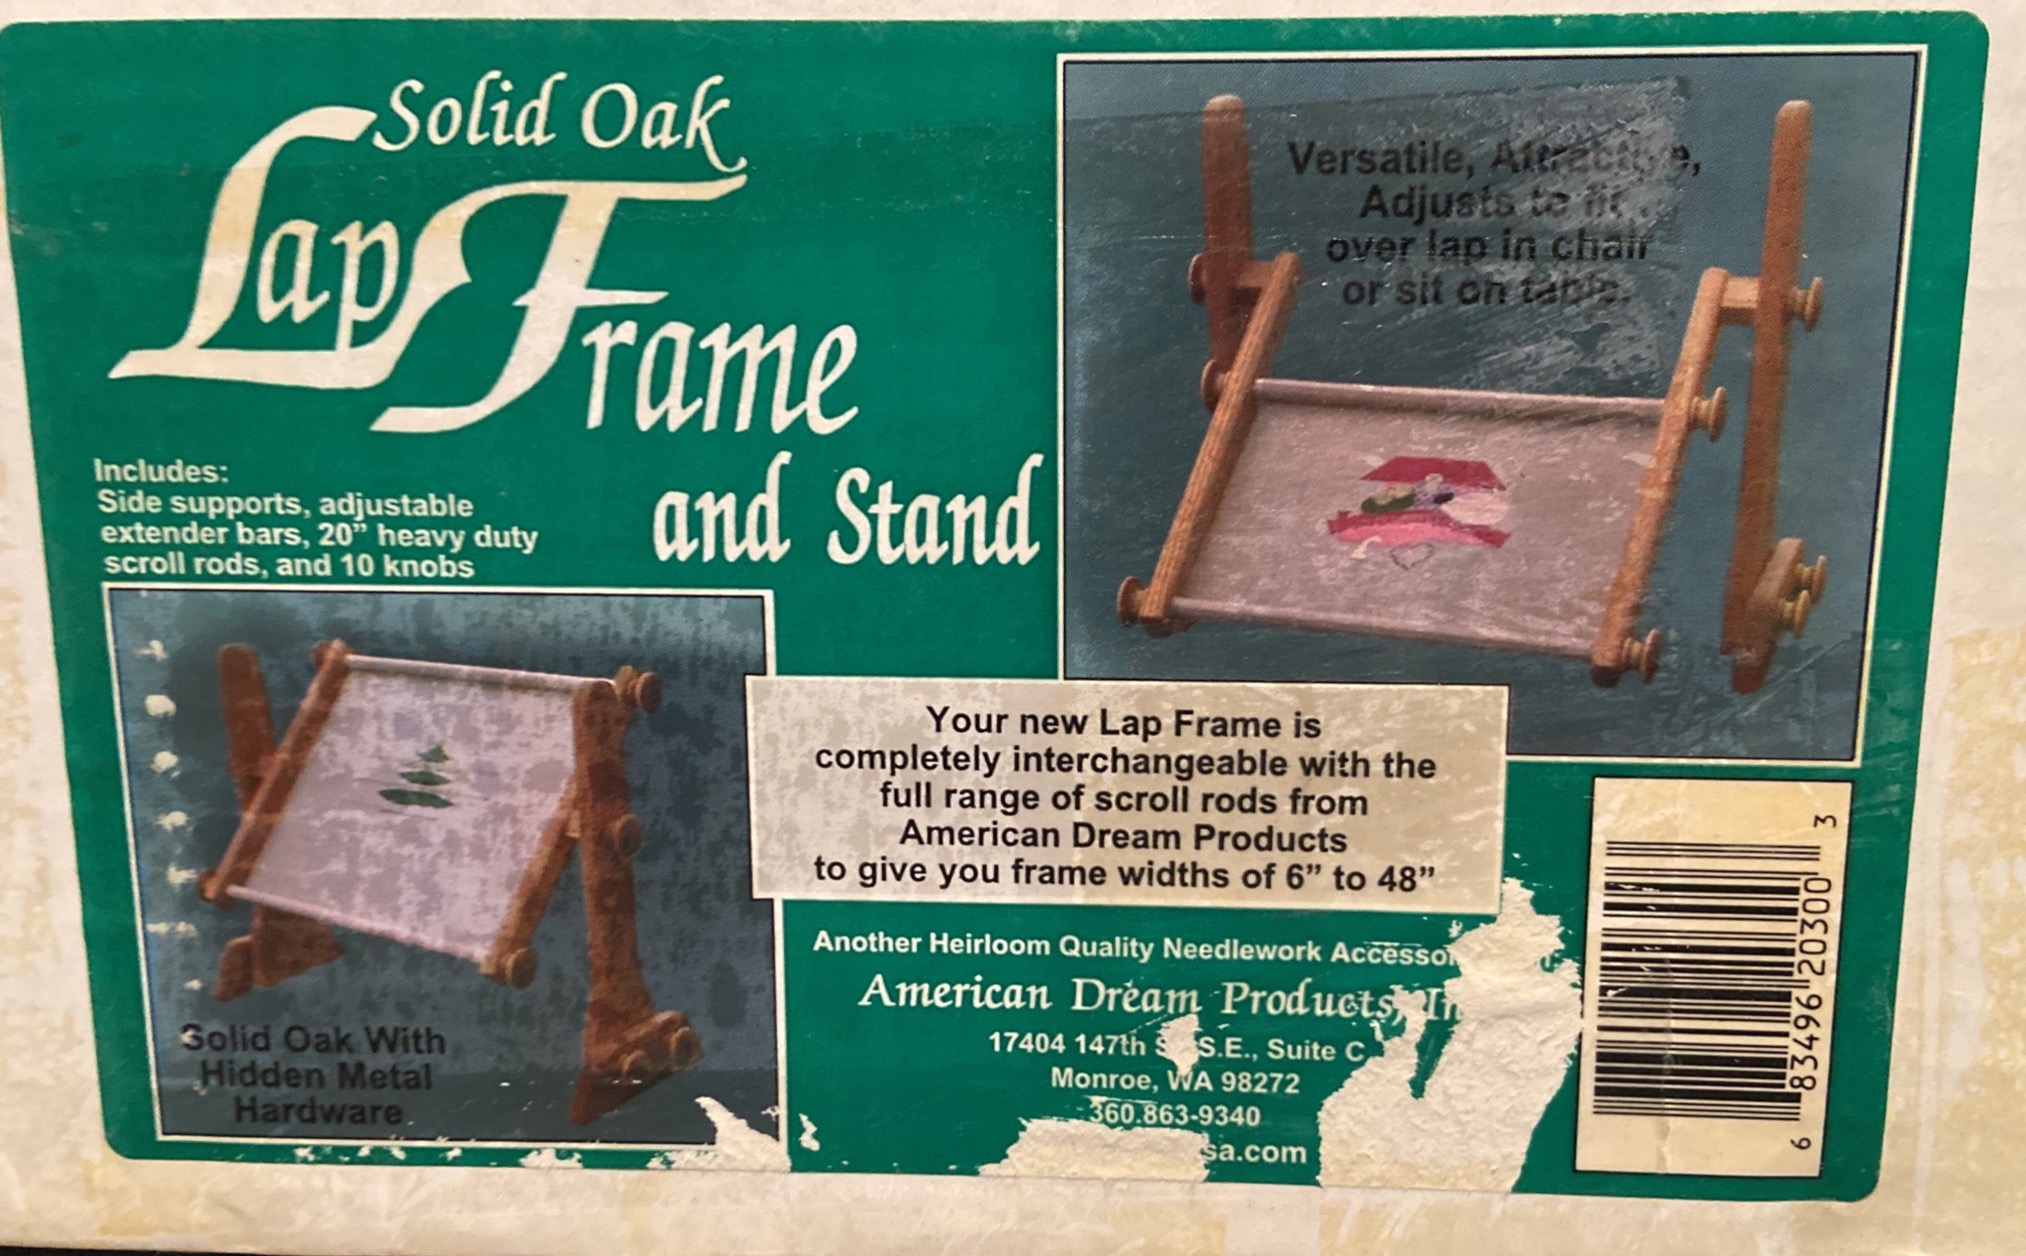 Solid Oak
Lap Frame
and Stand
Includes:
Side supports, adjustable
extender bars, 20” heavy duty
scroll rods, and 10 knobs
Versatile, Attractive,
Adjusts to fit
over lap in chair
or sit on table.
Solid Oak With
Hidden Metal
Hardware
Your new Lap Frame is
completely interchangeable with the
full range of scroll rods from
American Dream Products
to give you frame widths of 6” to 48”
Another Heirloom Quality Needlework
American Dream Products,
17404 147th S.E., Suite C
Monroe, WA 98272
360.863-9340
sa.com
6 83496 20300 3